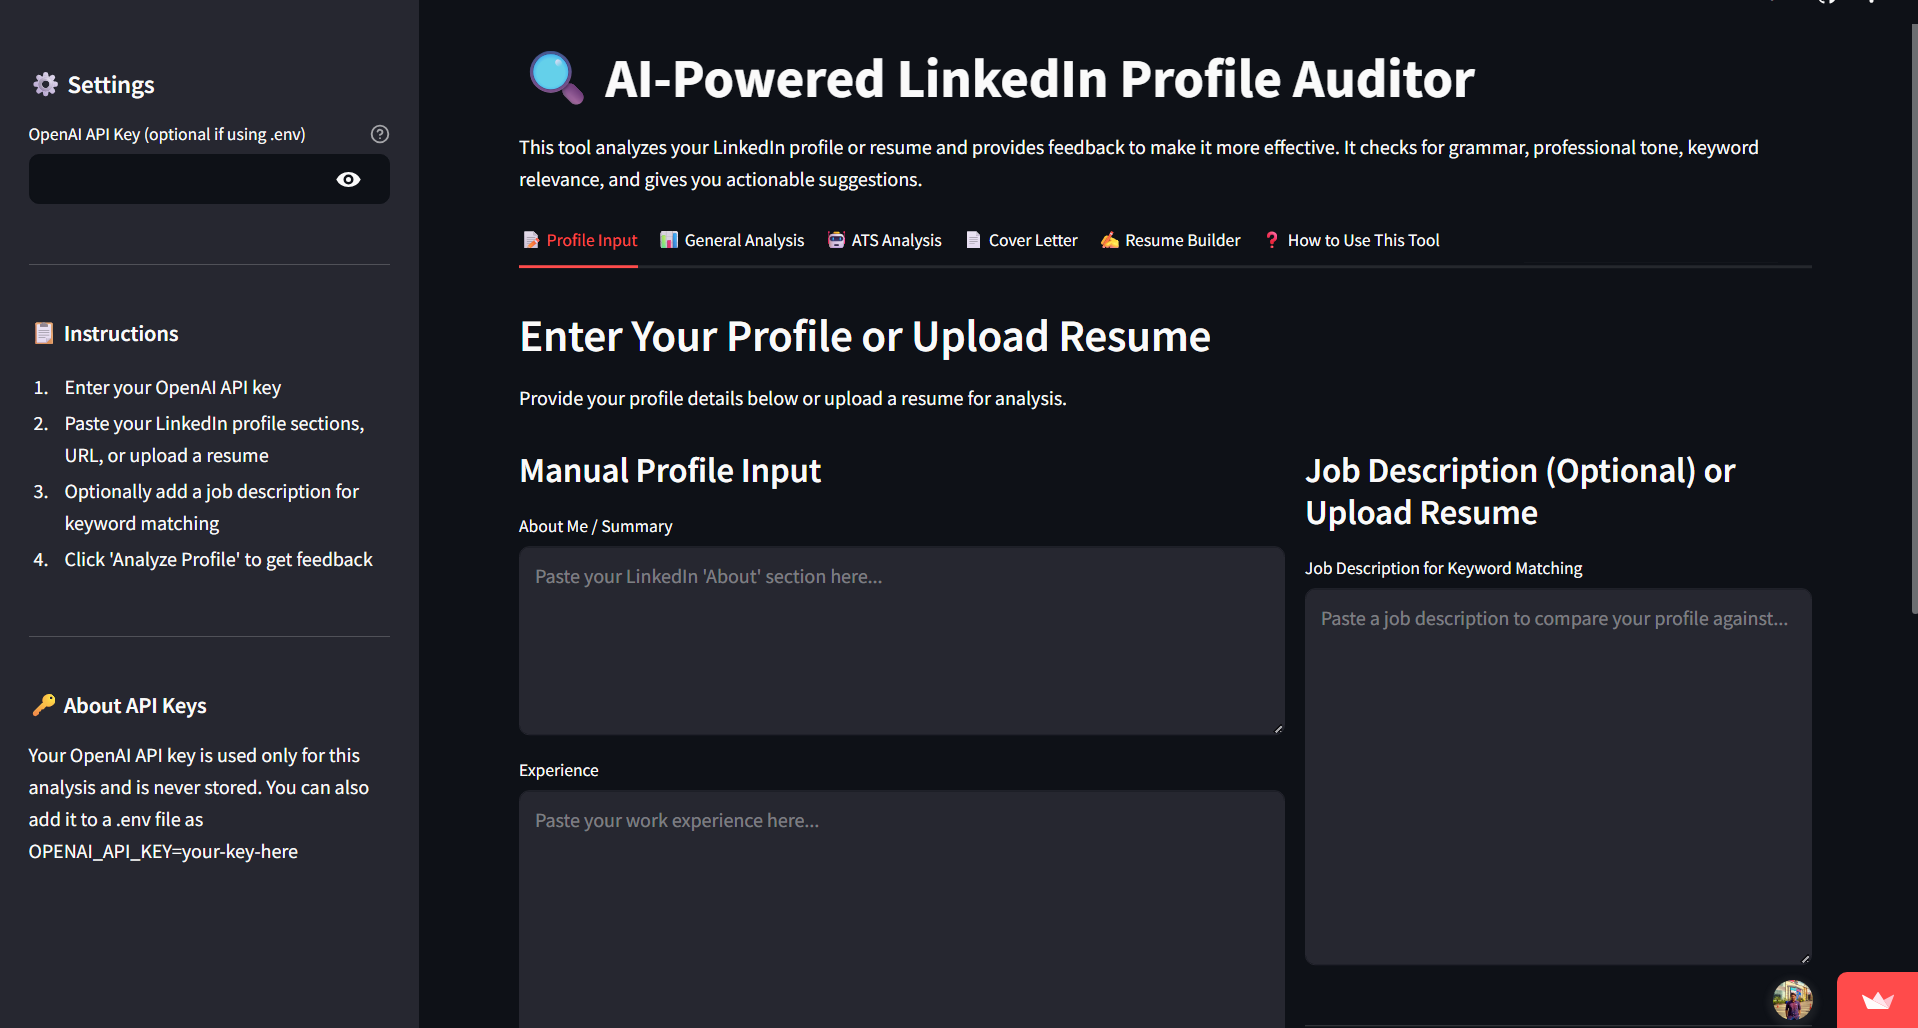 Settings
OpenAI API Key (optional if using .env)
Instructions
1. Enter your OpenAI API key
2. Paste your LinkedIn profile sections,
URL, or upload a resume
3. Optionally add a job description for
keyword matching
4. Click 'Analyze Profile' to get feedback
About API Keys
Your OpenAI API key is used only for this
analysis and is never stored. You can also
add it to a .env file as
OPENAI_API_KEY=your-key-here
AI-Powered LinkedIn Profile Auditor
This tool analyzes your LinkedIn profile or resume and provides feedback to make it more effective. It checks for grammar, professional tone, keyword
relevance, and gives you actionable suggestions.
Profile Input General Analysis ATS Analysis Cover Letter Resume Builder How to Use This Tool
Enter Your Profile or Upload Resume
Provide your profile details below or upload a resume for analysis.
Manual Profile Input
About Me / Summary
Paste your LinkedIn 'About' section here...
Experience
Paste your work experience here...
Job Description (Optional) or
Upload Resume
Job Description for Keyword Matching
Paste a job description to compare your profile against...